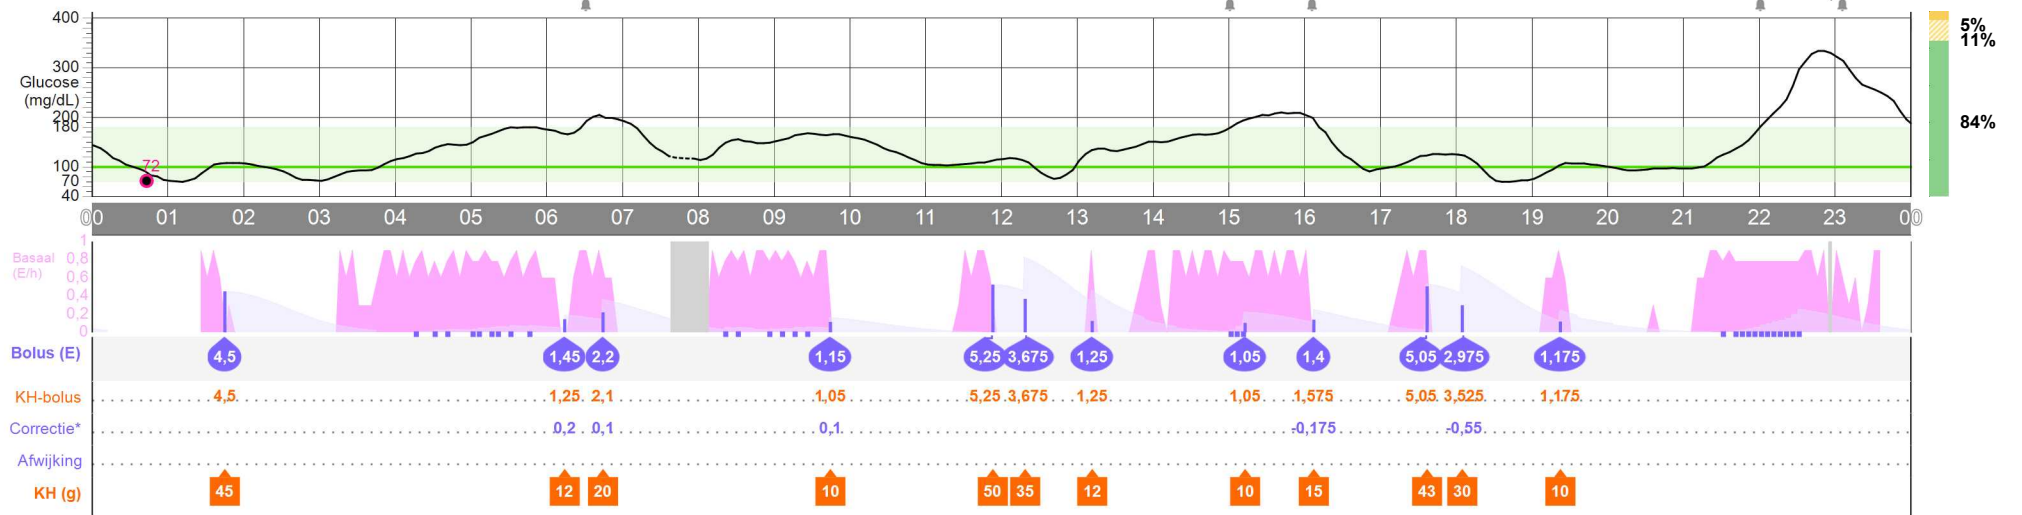 400
300
Glucose
(mg/dL)
200
180
100
70
40
72
5%
11%
84%
00 01 02 03 04 05 06 07 08 09 10 11 12 13 14 15 16 17 18 19 20 21 22 23 00
Basaal
(E/h)
1
0,8
0,6
0,4
0,2
0
Bolus (E) 4,5 1,45 2,2 1,15 5,25 3,675 1,25 1,05 1,4 5,05 2,975 1,175
KH-bolus 4,5 1,25 2,1 1,05 5,25 3,675 1,25 1,05 1,575 5,05 3,525 1,175
Correctie* 0,2 0,1 0,1 -0,175 -0,55
Afwijking
KH (g) 45 12 20 10 50 35 12 10 15 43 30 10